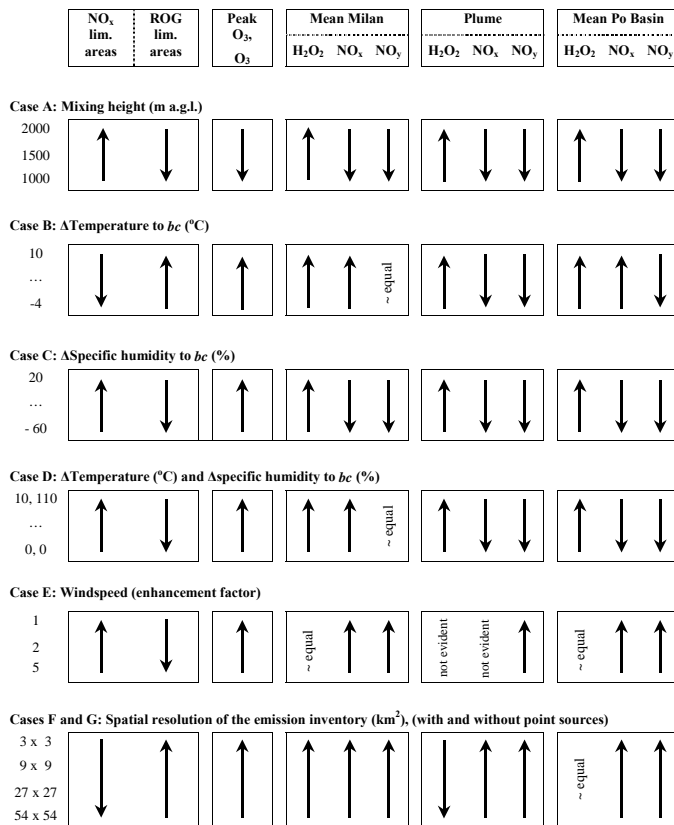 NOx lim. areas ROG lim. areas Peak O3, O3 Mean Milan Plume Mean Po Basin
H2O2 NOx NOy H2O2 NOx NOy H2O2 NOx NOy
Case A: Mixing height (m a.g.l.)
2000
1500
1000
Case B: ΔTemperature to bc (°C)
10
…
-4
~ equal
Case C: ΔSpecific humidity to bc (%)
20
…
- 60
Case D: ΔTemperature (°C) and Δspecific humidity to bc (%)
10, 110
…
0, 0
~ equal
Case E: Windspeed (enhancement factor)
1
2
5
~ equal
not evident
not evident
~ equal
Cases F and G: Spatial resolution of the emission inventory (km²), (with and without point sources)
3 x 3
9 x 9
27 x 27
54 x 54
~ equal